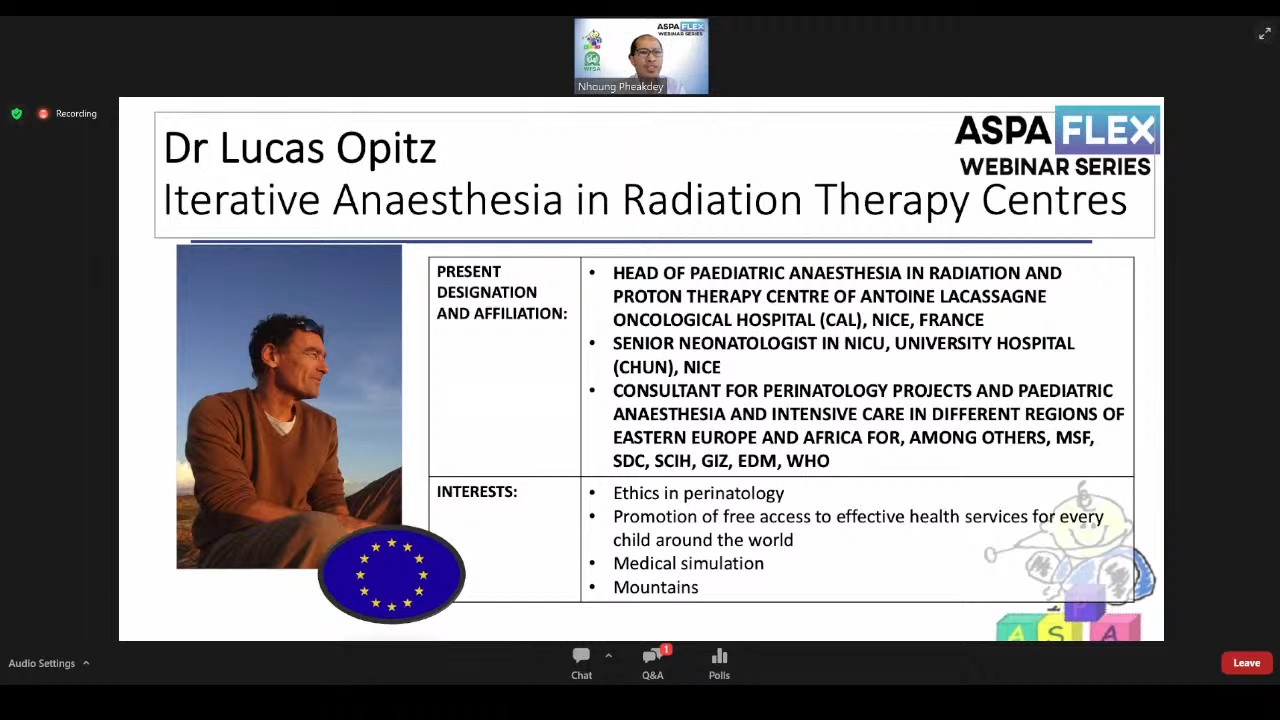 ASPA FLEX
WEBINAR SERIES
WFSA
Nhoung Pheakdey
Recording
Dr Lucas Opitz
Iterative Anaesthesia in Radiation Therapy Centres
ASPA FLEX
WEBINAR SERIES
PRESENT
DESIGNATION
AND AFFILIATION:
• HEAD OF PAEDIATRIC ANAESTHESIA IN RADIATION AND
PROTON THERAPY CENTRE OF ANTOINE LACASSAGNE
ONCOLOGICAL HOSPITAL (CAL), NICE, FRANCE
• SENIOR NEONATOLOGIST IN NICU, UNIVERSITY HOSPITAL
(CHUN), NICE
• CONSULTANT FOR PERINATOLOGY PROJECTS AND PAEDIATRIC
ANAESTHESIA AND INTENSIVE CARE IN DIFFERENT REGIONS OF
EASTERN EUROPE AND AFRICA FOR, AMONG OTHERS, MSF,
SDC, SCIH, GIZ, EDM, WHO
INTERESTS:
• Ethics in perinatology
• Promotion of free access to effective health services for every
child around the world
• Medical simulation
• Mountains
P
A S A
Audio Settings
Chat
1
Q&A
Polls
Leave